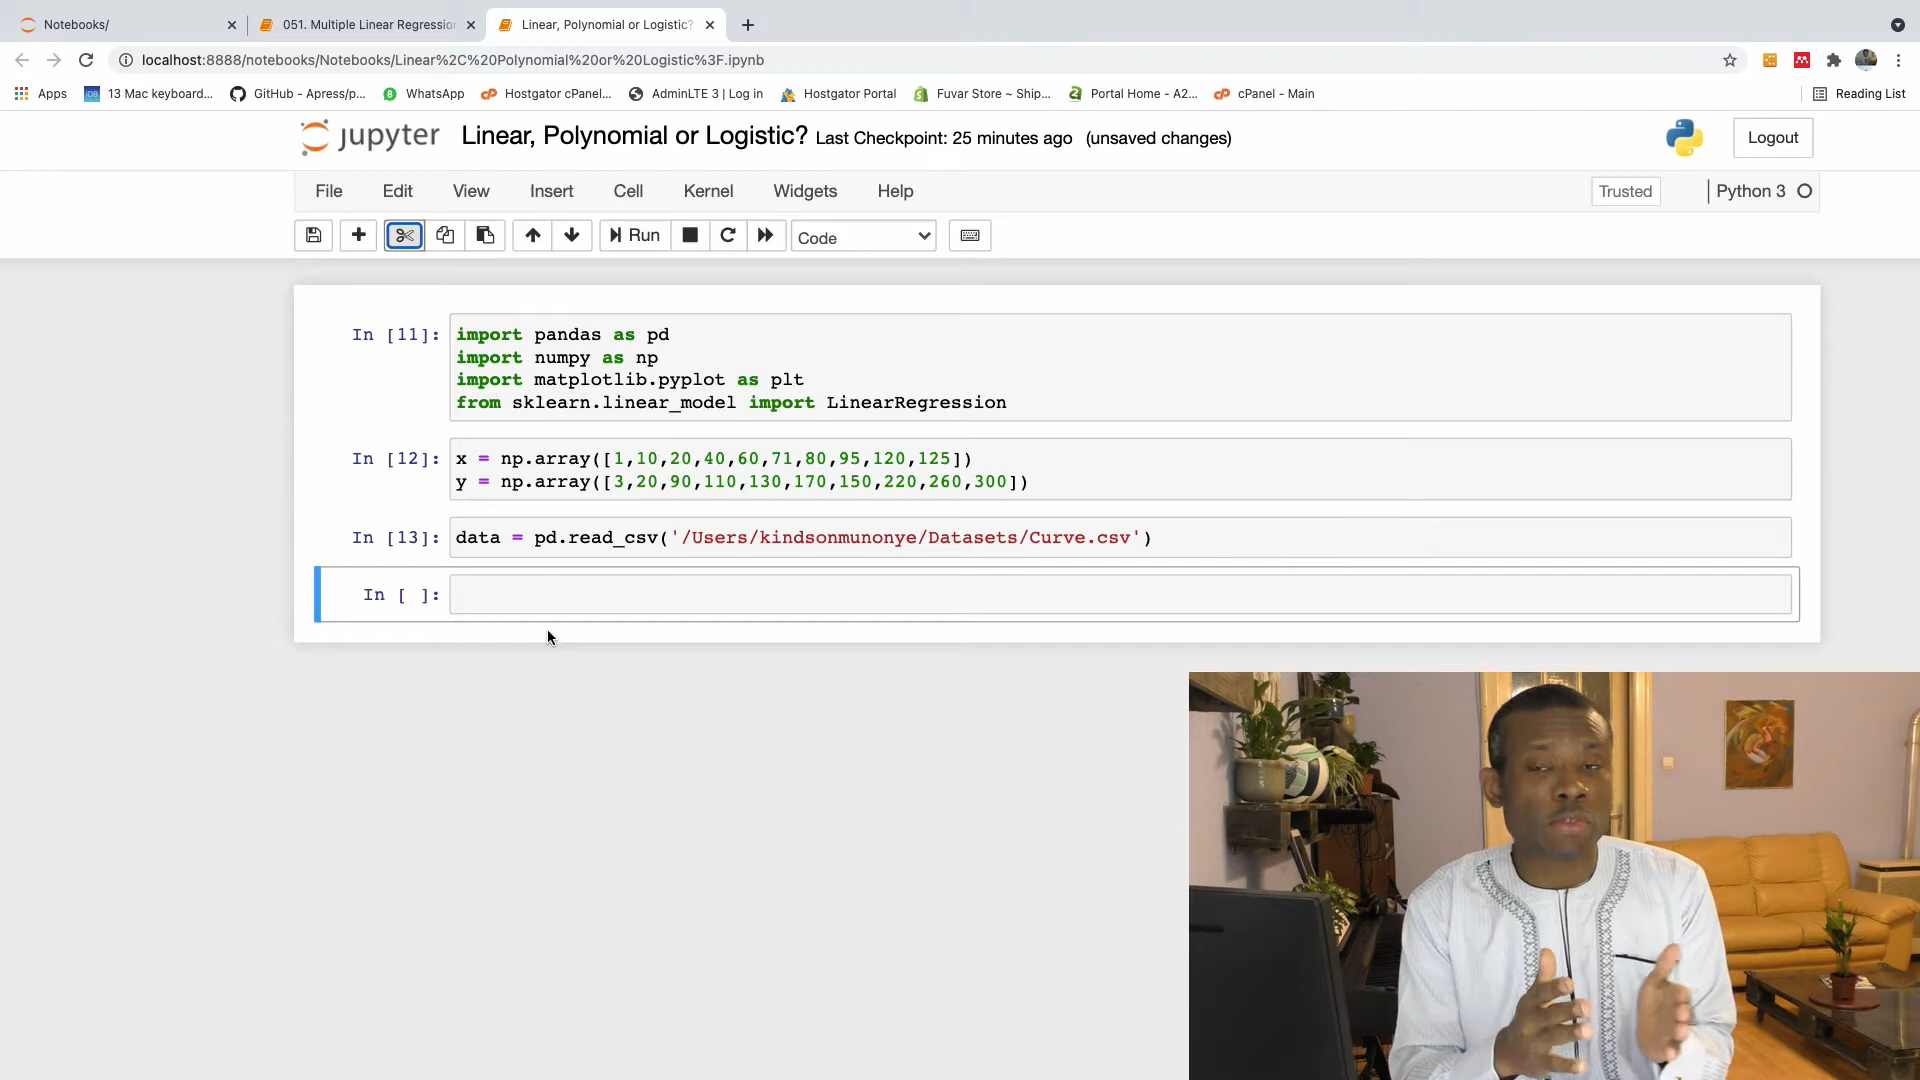 Notebooks/
051. Multiple Linear Regression
Linear, Polynomial or Logistic?
localhost:8888/notebooks/Notebooks/Linear%2C%20Polynomial%20or%20Logistic%3F.ipynb
Apps
13 Mac keyboard...
GitHub - Apress/p...
WhatsApp
Hostgator cPanel...
AdminLTE 3 | Log in
Hostgator Portal
Fuvar Store ~ Ship...
Portal Home - A2...
cPanel - Main
Reading List
jupyter
Linear, Polynomial or Logistic?
Last Checkpoint: 25 minutes ago
(unsaved changes)
Logout
File
Edit
View
Insert
Cell
Kernel
Widgets
Help
Trusted
Python 3
Run
Code
In [11]:
import pandas as pd
import numpy as np
import matplotlib.pyplot as plt
from sklearn.linear_model import LinearRegression
In [12]:
x = np.array([1,10,20,40,60,71,80,95,120,125])
y = np.array([3,20,90,110,130,170,150,220,260,300])
In [13]:
data = pd.read_csv('/Users/kindsonmunonye/Datasets/Curve.csv')
In [ ]: